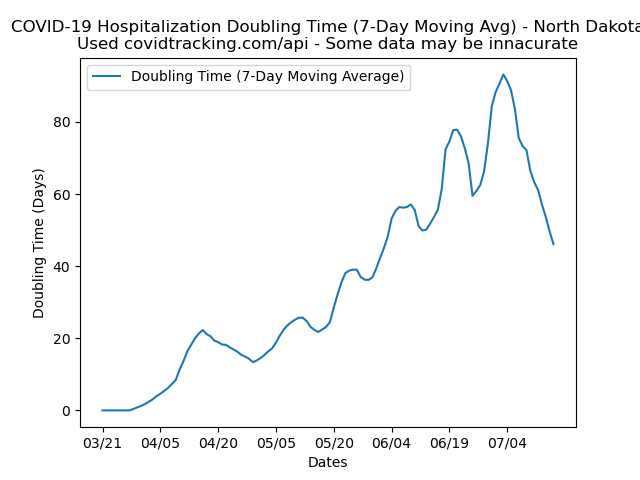 COVID-19 Hospitalization Doubling Time (7-Day Moving Avg) - North Dakota
Used covidtracking.com/api - Some data may be innacurate
Doubling Time (7-Day Moving Average)
Doubling Time (Days)
80
60
40
20
0
03/21 04/05 04/20 05/05 05/20 06/04 06/19 07/04
Dates